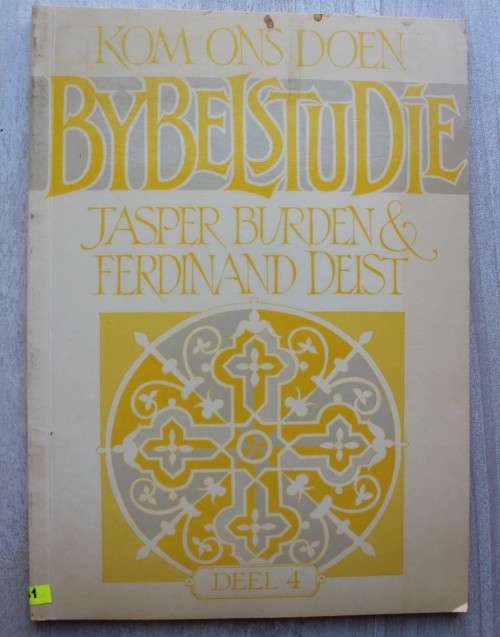 KOM ONS DOEN
BYBELSTUDIE
JASPER BURDEN &
FERDINAND DEIST
DEEL 4